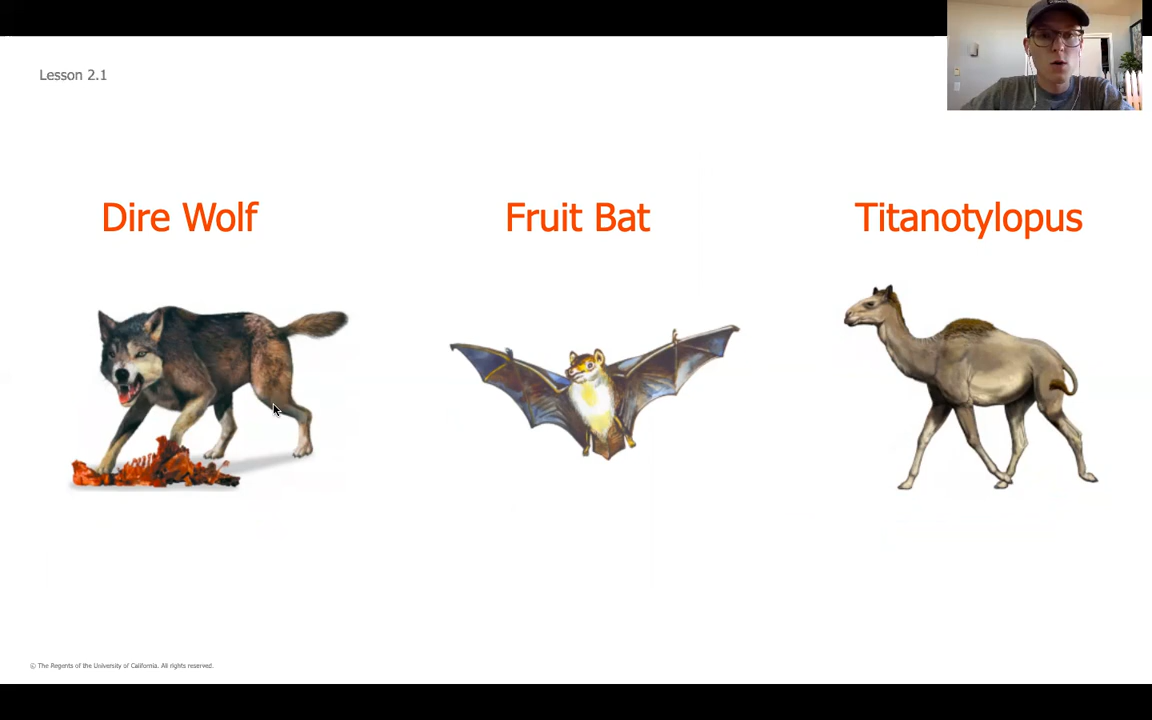 Lesson 2.1
Dire Wolf
Fruit Bat
Titanotylopus
© The Regents of the University of California. All rights reserved.